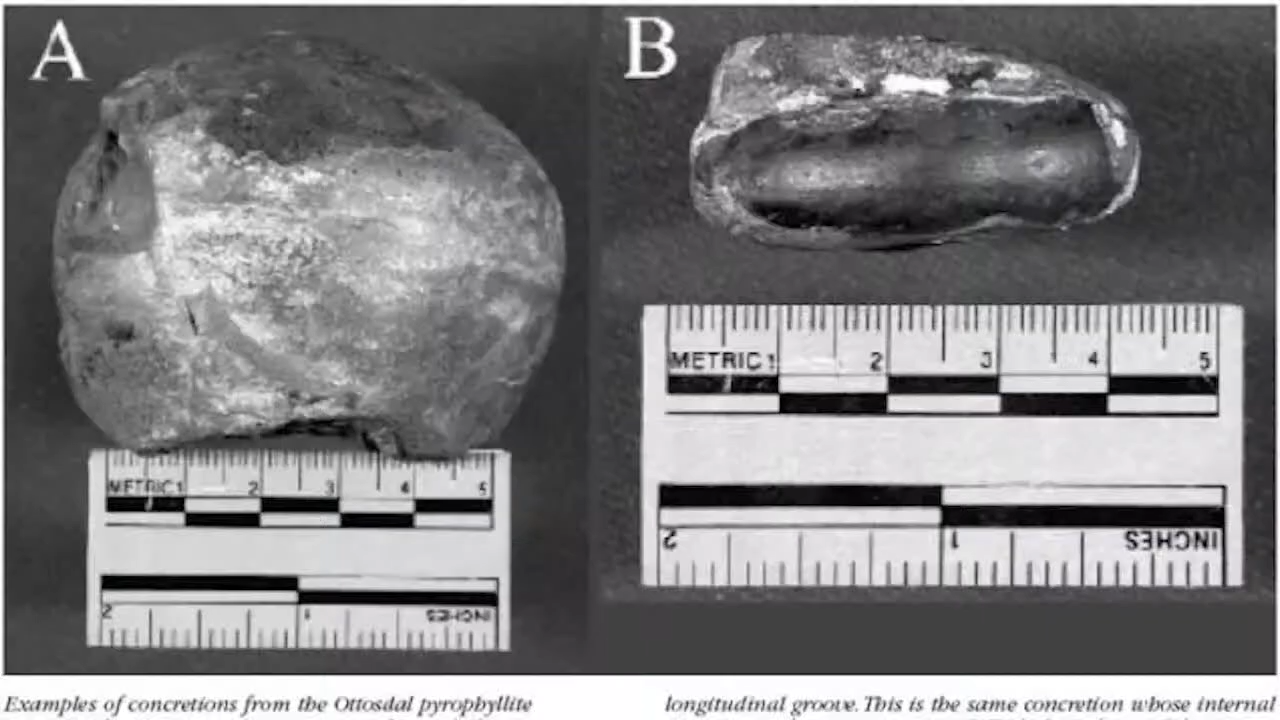 A
B
METRIC 1 2 3 4 5
2 1 INCHES
METRIC 1 2 3 4 5
2 1 INCHES
Examples of concretions from the Ottosdal pyrophyllite
longitudinal groove. This is the same concretion whose internal